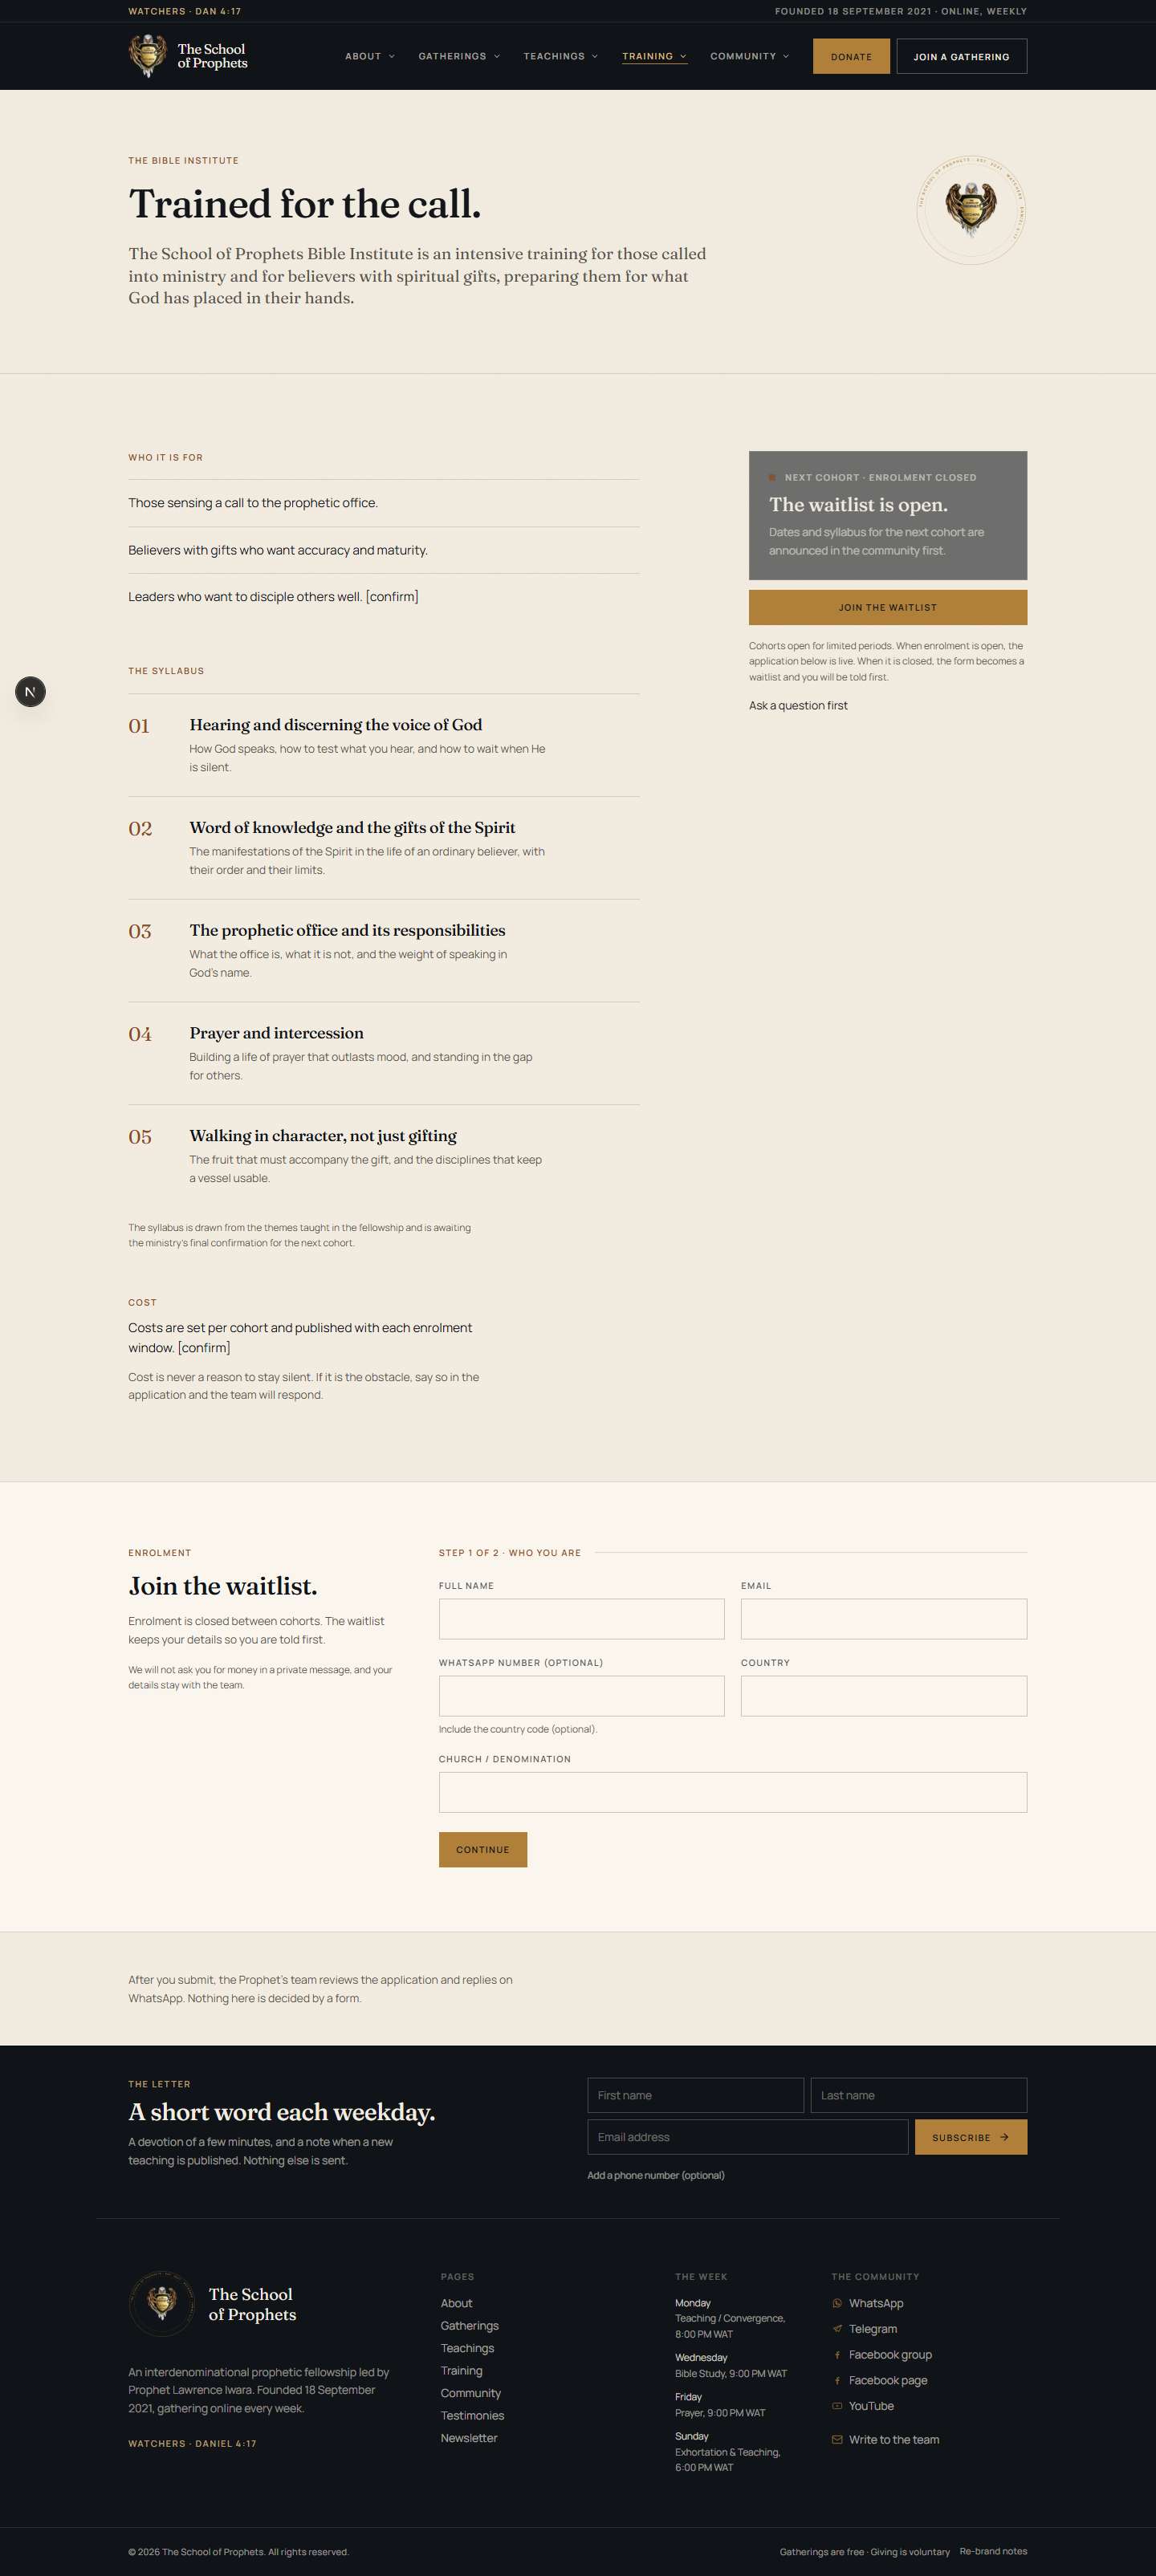 WATCHERS · DAN 4:17
FOUNDED 18 SEPTEMBER 2021 · ONLINE, WEEKLY
The School
of Prophets
ABOUT
GATHERINGS
TEACHINGS
TRAINING
COMMUNITY
DONATE
JOIN A GATHERING
THE BIBLE INSTITUTE
Trained for the call.
The School of Prophets Bible Institute is an intensive training for those called
into ministry and for believers with spiritual gifts, preparing them for what
God has placed in their hands.
WHO IT IS FOR
Those sensing a call to the prophetic office.
Believers with gifts who want accuracy and maturity.
Leaders who want to disciple others well. [confirm]
NEXT COHORT · ENROLMENT CLOSED
The waitlist is open.
Dates and syllabus for the next cohort are
announced in the community first.
JOIN THE WAITLIST
Cohorts open for limited periods. When enrolment is open, the
application below is live. When it is closed, the form becomes a
waitlist and you will be told first.
Ask a question first
THE SYLLABUS
01
Hearing and discerning the voice of God
How God speaks, how to test what you hear, and how to wait when He
is silent.
02
Word of knowledge and the gifts of the Spirit
The manifestations of the Spirit in the life of an ordinary believer, with
their order and their limits.
03
The prophetic office and its responsibilities
What the office is, what it is not, and the weight of speaking in
God's name.
04
Prayer and intercession
Building a life of prayer that outlasts mood, and standing in the gap
for others.
05
Walking in character, not just gifting
The fruit that must accompany the gift, and the disciplines that keep
a vessel usable.
The syllabus is drawn from the themes taught in the fellowship and is awaiting
the ministry's final confirmation for the next cohort.
COST
Costs are set per cohort and published with each enrolment
window. [confirm]
Cost is never a reason to stay silent. If it is the obstacle, say so in the
application and the team will respond.
ENROLMENT
Join the waitlist.
Enrolment is closed between cohorts. The waitlist
keeps your details so you are told first.
We will not ask you for money in a private message, and your
details stay with the team.
STEP 1 OF 2 · WHO YOU ARE
FULL NAME
EMAIL
WHATSAPP NUMBER (OPTIONAL)
COUNTRY
Include the country code (optional).
CHURCH / DENOMINATION
CONTINUE
After you submit, the Prophet's team reviews the application and replies on
WhatsApp. Nothing here is decided by a form.
THE LETTER
A short word each weekday.
A devotion of a few minutes, and a note when a new
teaching is published. Nothing else is sent.
First name
Last name
Email address
SUBSCRIBE
Add a phone number (optional)
The School
of Prophets
An interdenominational prophetic fellowship led by
Prophet Lawrence Iwara. Founded 18 September
2021, gathering online every week.
WATCHERS · DANIEL 4:17
PAGES
About
Gatherings
Teachings
Training
Community
Testimonies
Newsletter
THE WEEK
Monday
Teaching / Convergence,
8:00 PM WAT
Wednesday
Bible Study, 9:00 PM WAT
Friday
Prayer, 9:00 PM WAT
Sunday
Exhortation & Teaching,
6:00 PM WAT
THE COMMUNITY
WhatsApp
Telegram
Facebook group
Facebook page
YouTube
Write to the team
© 2026 The School of Prophets. All rights reserved.
Gatherings are free · Giving is voluntary
Re-brand notes